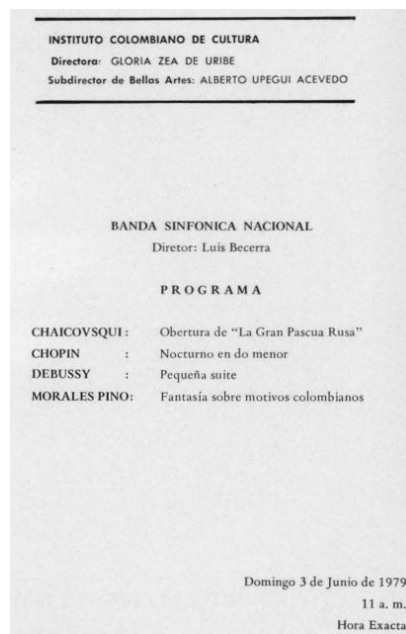 INSTITUTO COLOMBIANO DE CULTURA
Directora: GLORIA ZEA DE URIBE
Subdirector de Bellas Artes: ALBERTO UPEGUI ACEVEDO
BANDA SINFONICA NACIONAL
Diretor: Luis Becerra
PROGRAMA
CHAICOVSQUI: Obertura de “La Gran Pascua Rusa”
CHOPIN : Nocturno en do menor
DEBUSSY : Pequeña suite
MORALES PINO: Fantasía sobre motivos colombianos
Domingo 3 de Junio de 1979
11 a. m.
Hora Exacta